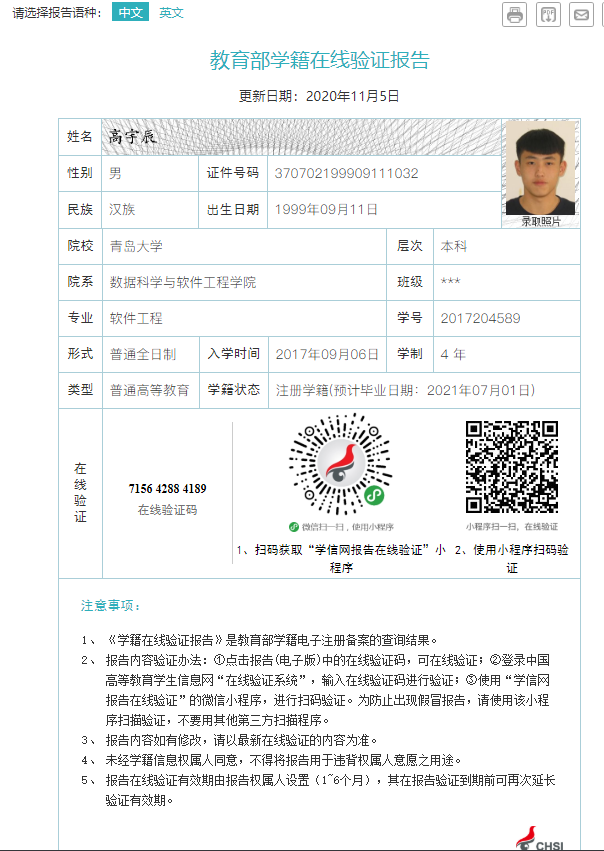 请选择报告语种： 中文 英文
教育部学籍在线验证报告
更新日期：2020年11月5日
姓名 高宇辰
性别 男 证件号码 370702199909111032
民族 汉族 出生日期 1999年09月11日
录取照片
院校 青岛大学 层次 本科
院系 数据科学与软件工程学院 班级 ***
专业 软件工程 学号 2017204589
形式 普通全日制 入学时间 2017年09月06日 学制 4 年
类型 普通高等教育 学籍状态 注册学籍(预计毕业日期：2021年07月01日)
在线验证
7156 4288 4189
在线验证码
微信扫一扫，使用小程序
小程序扫一扫，在线验证
1、扫码获取“学信网报告在线验证”小
程序
2、使用小程序扫码验
证
注意事项：
1、《学籍在线验证报告》是教育部学籍电子注册备案的查询结果。
2、报告内容验证办法：①点击报告(电子版)中的在线验证码，可在线验证；②登录中国
高等教育学生信息网“在线验证系统”，输入在线验证码进行验证；③使用“学信网
报告在线验证”的微信小程序，进行扫码验证。为防止出现假冒报告，请使用该小程
序扫描验证，不要用其他第三方扫描程序。
3、报告内容如有修改，请以最新在线验证的内容为准。
4、未经学籍信息权属人同意，不得将报告用于违背权属人意愿之用途。
5、报告在线验证有效期由报告权属人设置（1~6个月），其在报告验证到期前可再次延长
验证有效期。
CHSI